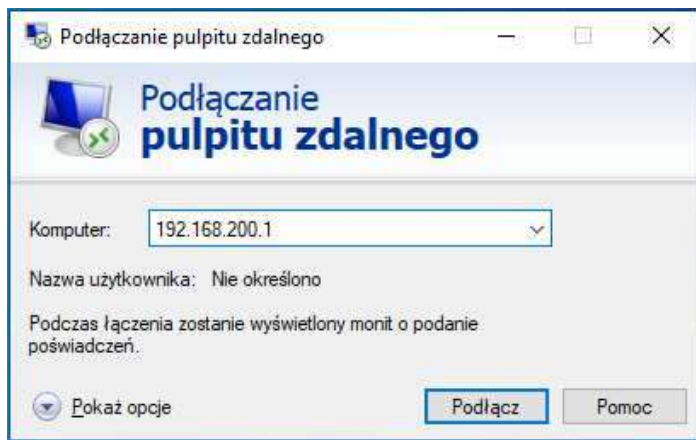 Podłączanie pulpitu zdalnego
Podłączanie
pulpitu zdalnego
Komputer: 192.168.200.1
Nazwa użytkownika: Nie określono
Podczas łączenia zostanie wyświetlony monit o podanie
poświadczeń.
Pokaż opcje Podłącz Pomoc